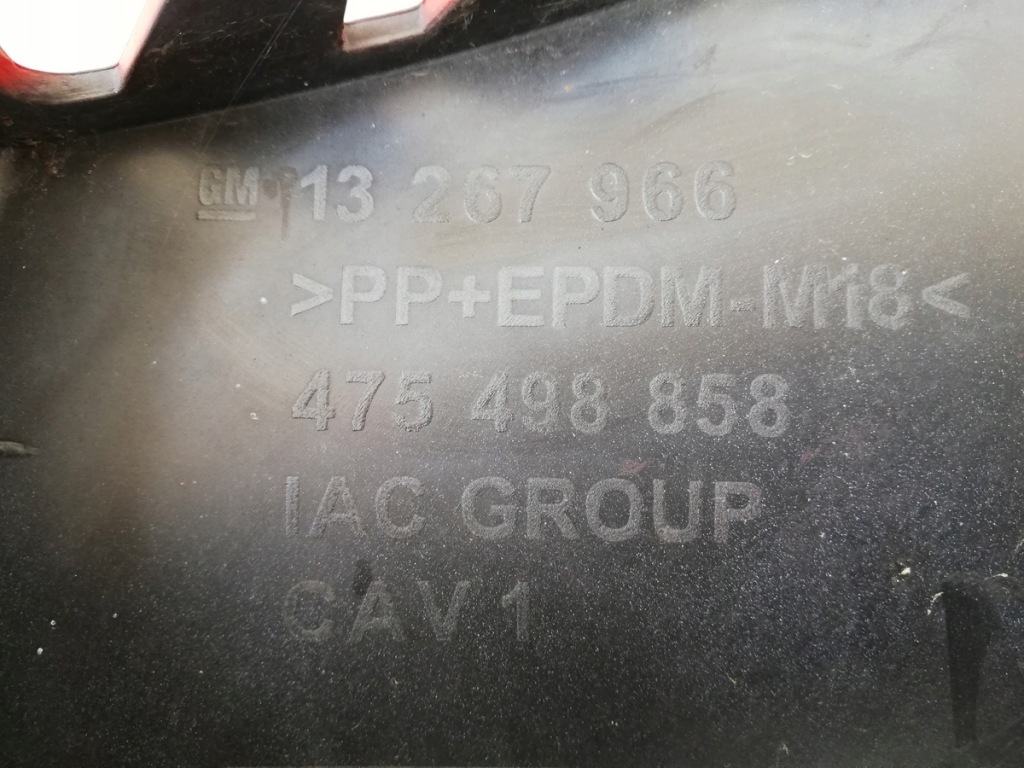 GM 13 267 966
>PP+EPDM-M18<
475 498 858
IAC GROUP
CAV 1